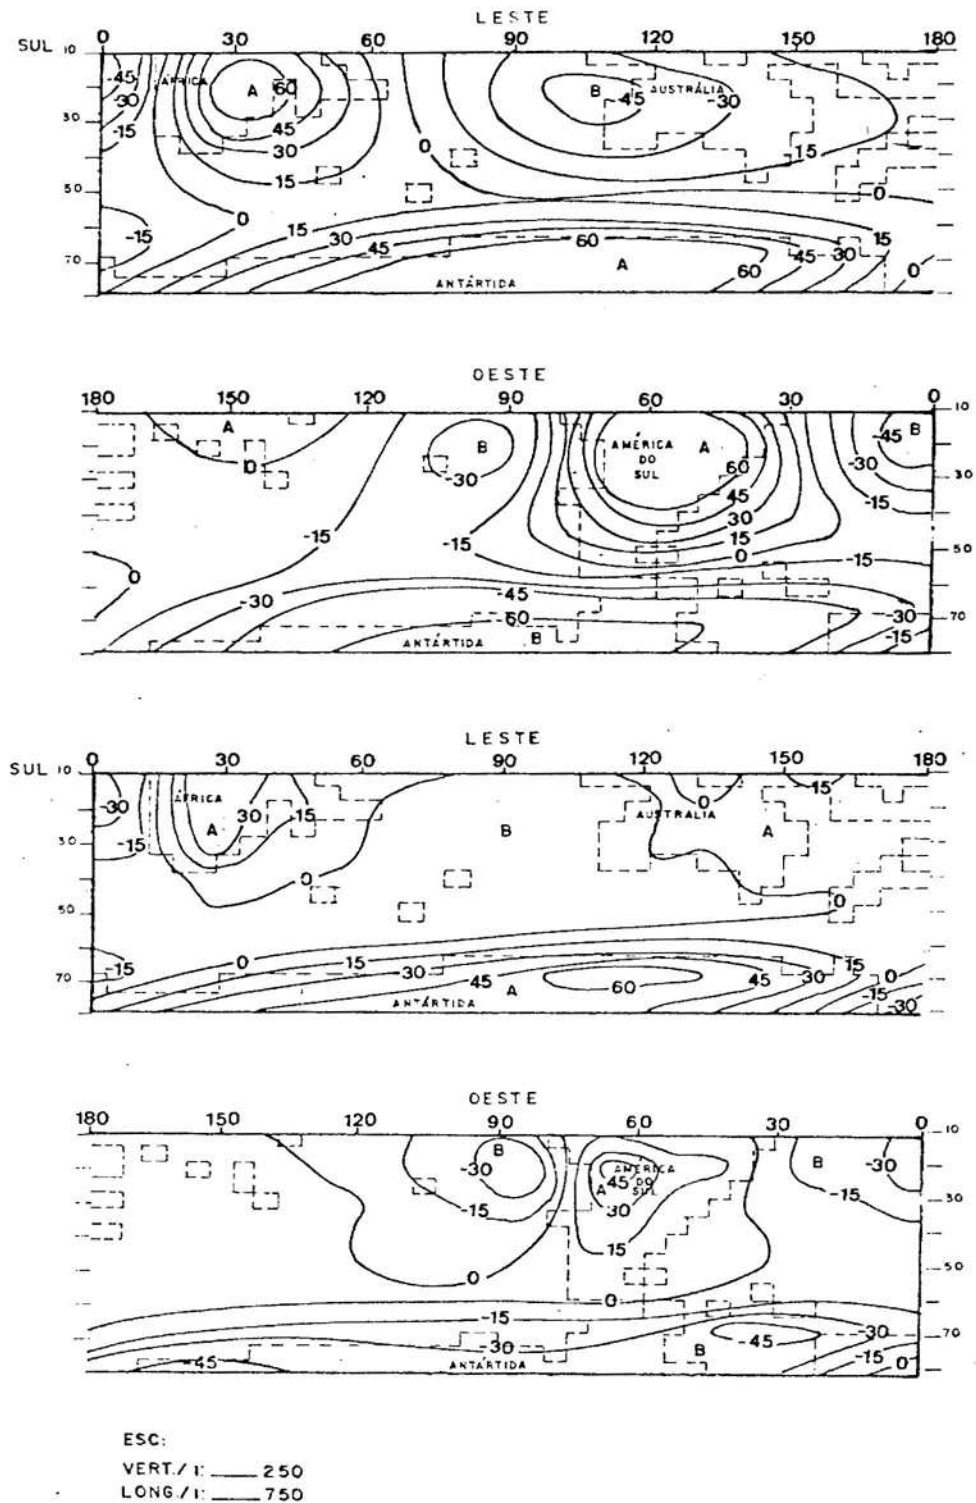 LESTE
SUL 10 0 30 60 90 120 150 180
-45 ÁFRICA A 60 B -45 AUSTRÁLIA -30
-30
30 -15 45
30 0 15
50 15
0 15 0
-15 30 15
45 60 45 -30
70 A 60 0
ANTÁRTIDA
OESTE
180 150 120 90 60 30 0
10
A B AMÉRICA A -45 B
DO 60
0 -30 SUL -30
45 30
30 -15
-15 -15 15
0 -15 50
0
-30 45
-30 70
-60 -15
ANTÁRTIDA B
LESTE
SUL 10 0 30 60 90 120 150 180
-30 ÁFRICA 0 -15
30 15 AUSTRÁLIA
A B A
30 -15
0 0
50
-15 0 15 15 0
70 30 45 60 45 30 -15
A -30
ANTÁRTIDA
OESTE
180 150 120 90 60 30 0
B 10
-30 AMÉRICA B -30
45 DO
A SUL
-15 30 -15 30
15
50
0 0
-15
-30 -45 -30 70
B -15
-45 ANTÁRTIDA 0
ESC:
VERT./1: 250
LONG./1: 750